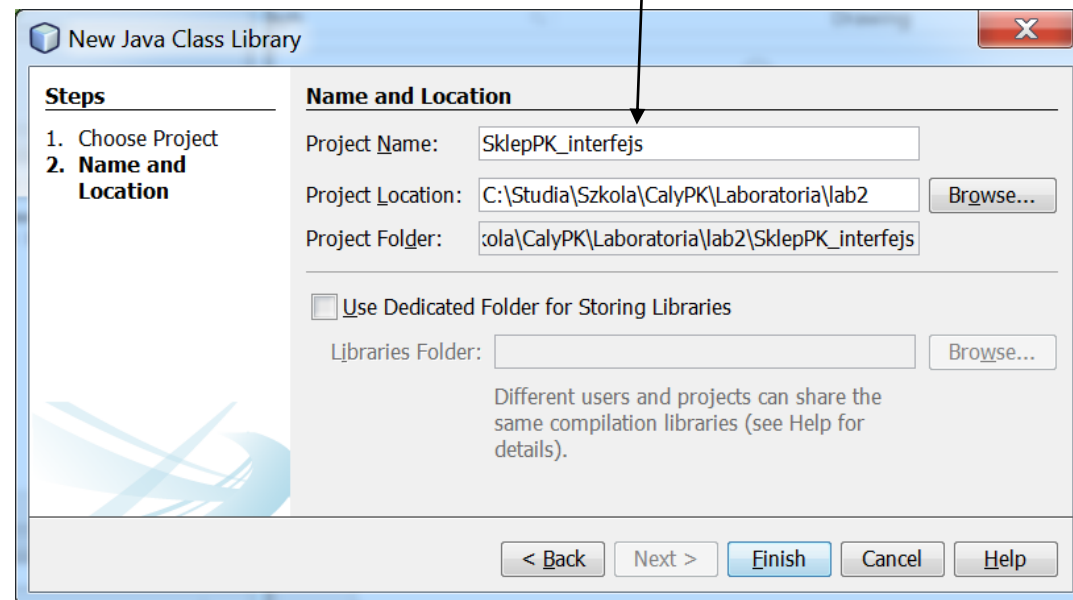 Drawing
New Java Class Library
X
Steps
1. Choose Project
2. Name and
Location
Name and Location
Project Name:
SklepPK_interfejs
Project Location:
C:\Studia\Szkola\CalyPK\Laboratoria\lab2
Browse...
Project Folder:
:ola\CalyPK\Laboratoria\lab2\SklepPK_interfejs
Use Dedicated Folder for Storing Libraries
Libraries Folder:
Browse...
Different users and projects can share the
same compilation libraries (see Help for
details).
< Back
Next >
Finish
Cancel
Help